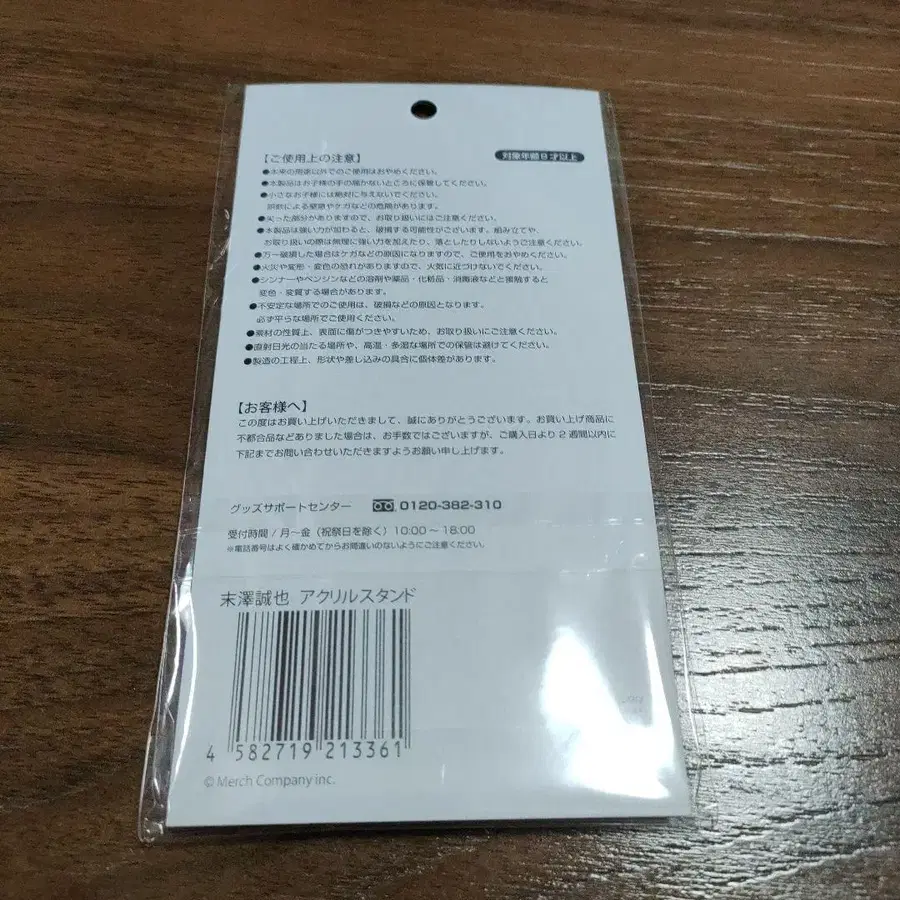 【ご使用上の注意】
対象年齢8才以上
●本来の用途以外でのご使用はおやめください。
●本製品はお子様の手の届かないところに保管してください。
●小さなお子様には絶対に与えないでください。
誤飲による窒息やケガなどの危険があります。
●尖った部分がありますので、お取り扱いにはご注意ください。
●本製品は強い力が加わると、破損する可能性がございます。組み立てや、
お取り扱いの際は無理に強い力を加えたり、落としたりしないようご注意ください。
●万一破損した場合はケガなどの原因になりますので、ご使用をおやめください。
●火災や変形・変色の恐れがありますので、火気に近づけないでください。
●シンナーやベンジンなどの溶剤や薬品・化粧品・消毒液などと接触すると
変色・変質する場合があります。
●不安定な場所でのご使用は、破損などの原因となります。
必ず平らな場所でご使用ください。
●素材の性質上、表面に傷がつきやすいため、お取り扱いにご注意ください。
●直射日光の当たる場所や、高温・多湿な場所での保管は避けてください。
●製造の工程上、形状や差し込みの具合に個体差があります。
【お客様へ】
この度はお買い上げいただきまして、誠にありがとうございます。お買い上げ商品に
不都合品などありました場合は、お手数ではございますが、ご購入日より2週間以内に
下記までお問い合わせいただきますようお願い申し上げます。
グッズサポートセンター 0120-382-310
受付時間 / 月〜金（祝祭日を除く）10:00〜18:00
※電話番号はよく確かめてからお間違いのないようにご注意ください。
末澤誠也 アクリルスタンド
4 582719 213361
© Merch Company inc.